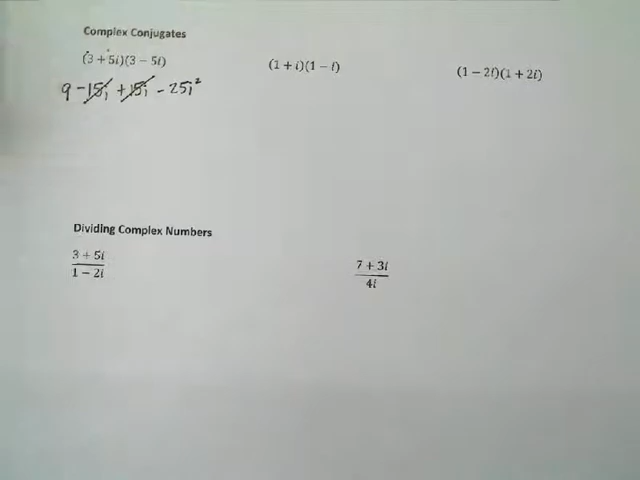 Complex Conjugates
(3 + 5i)(3 − 5i)
(1 + i)(1 − i)
(1 − 2i)(1 + 2i)
9 − 15i + 15i − 25i²
Dividing Complex Numbers
3 + 5i
1 − 2i
7 + 3i
4i